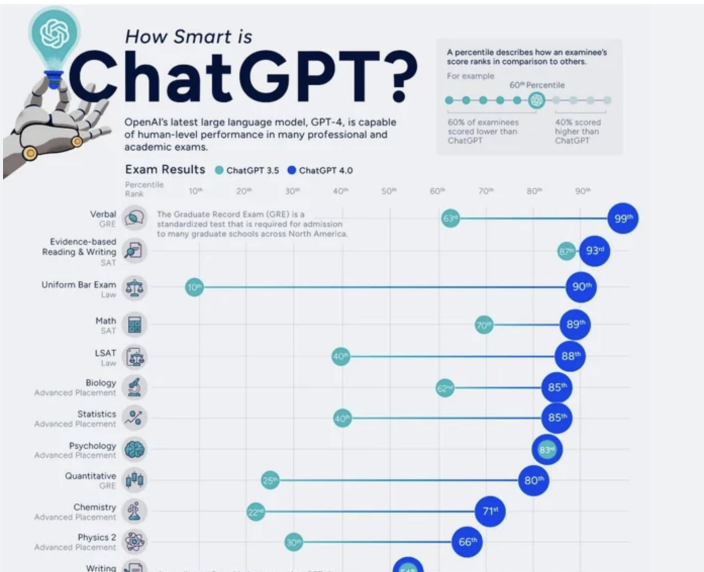 How Smart is
ChatGPT?
OpenAI's latest large language model, GPT-4, is capable
of human-level performance in many professional and
academic exams.
A percentile describes how an examinee's
score ranks in comparison to others.
For example
60th Percentile
60% of examinees
scored lower than
ChatGPT
40% scored
higher than
ChatGPT
Exam Results ChatGPT 3.5 ChatGPT 4.0
Percentile
Rank
10th 20th 30th 40th 50th 60th 70th 80th 90th
Verbal
GRE
The Graduate Record Exam (GRE) is a
standardized test that is required for admission
to many graduate schools across North America.
63rd 99th
Evidence-based
Reading & Writing
SAT
87th 93rd
Uniform Bar Exam
Law
10th 90th
Math
SAT
70th 89th
LSAT
Law
40th 88th
Biology
Advanced Placement
62nd 85th
Statistics
Advanced Placement
40th 85th
Psychology
Advanced Placement
83rd
Quantitative
GRE
25th 80th
Chemistry
Advanced Placement
22nd 71st
Physics 2
Advanced Placement
30th 66th
Writing